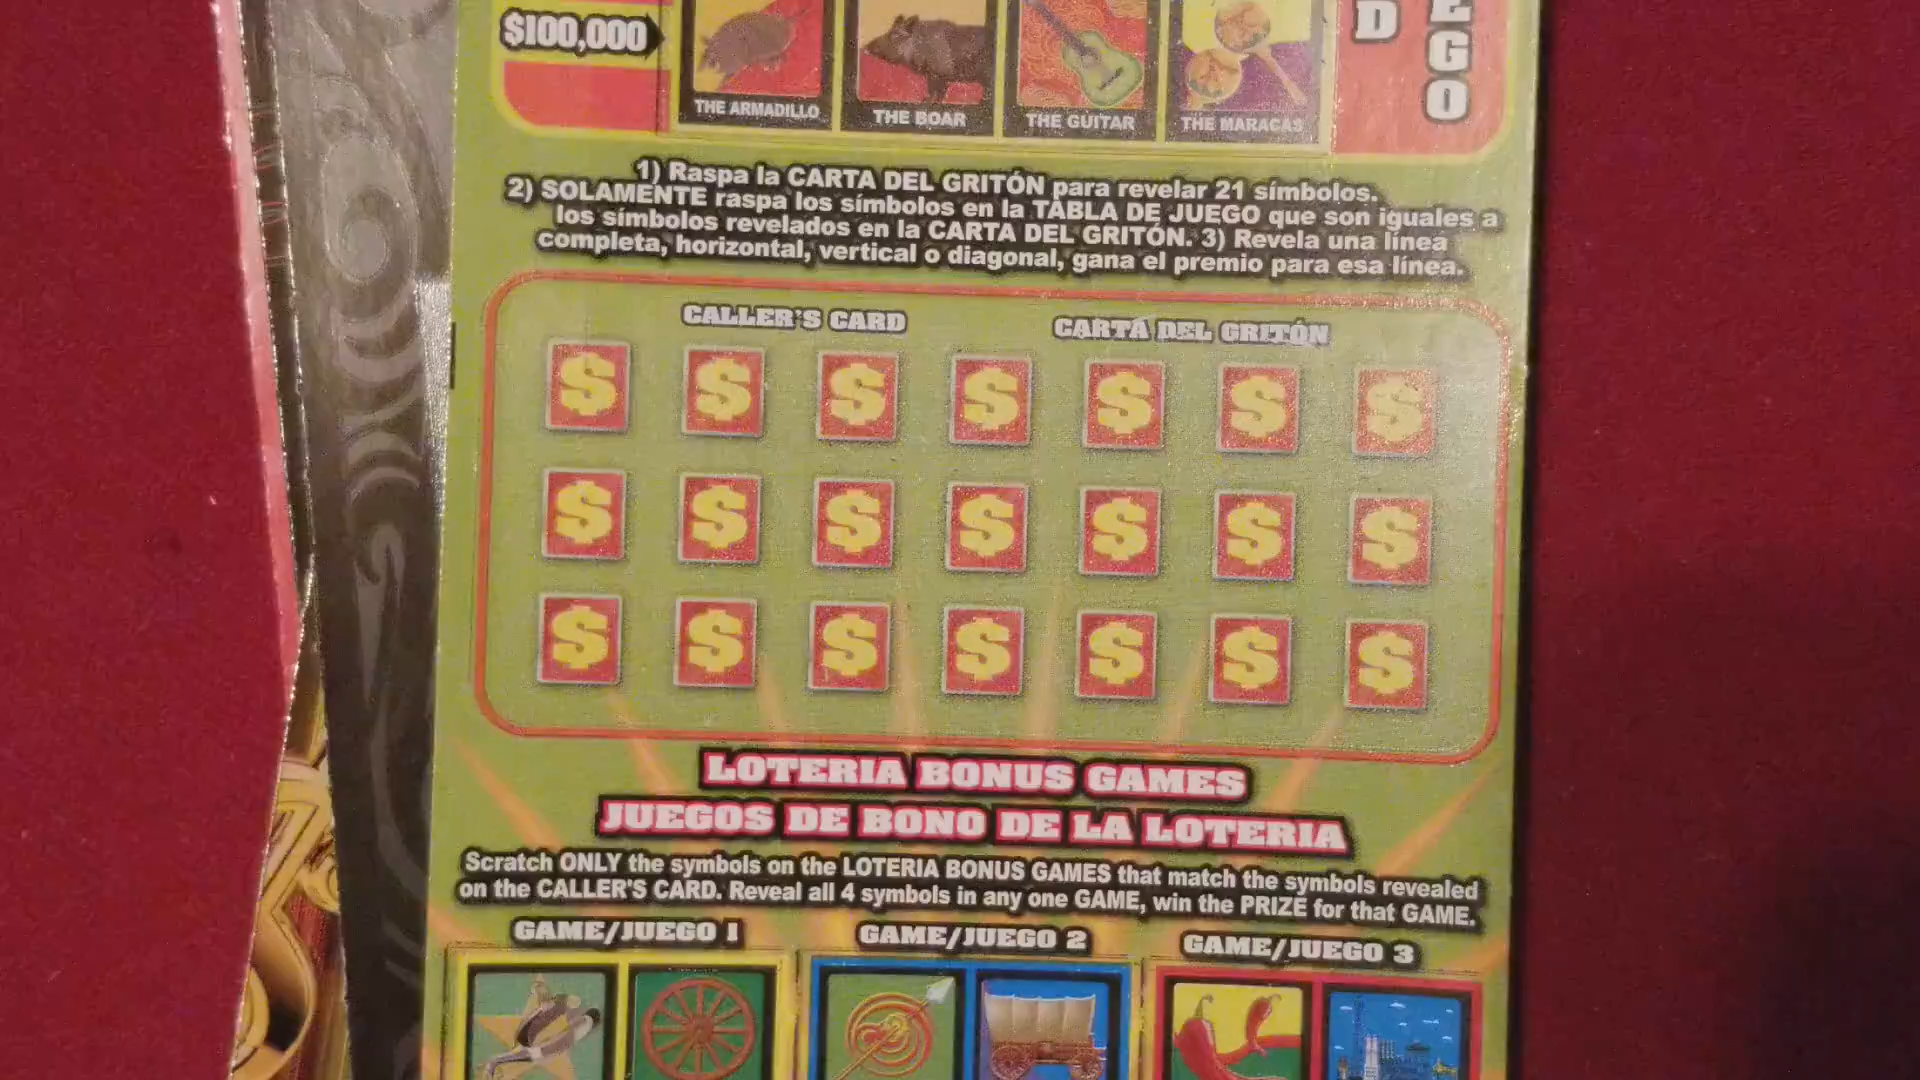 $100,000
THE ARMADILLO
THE BOAR
THE GUITAR
THE MARACAS
D
EGO
1) Raspa la CARTA DEL GRITÓN para revelar 21 símbolos.
2) SOLAMENTE raspa los símbolos en la TABLA DE JUEGO que son iguales a
los símbolos revelados en la CARTA DEL GRITÓN. 3) Revela una línea
completa, horizontal, vertical o diagonal, gana el premio para esa línea.
CALLER'S CARD
CARTA DEL GRITÓN
$ $ $ $ $ $ $
$ $ $ $ $ $ $
$ $ $ $ $ $ $
LOTERIA BONUS GAMES
JUEGOS DE BONO DE LA LOTERIA
Scratch ONLY the symbols on the LOTERIA BONUS GAMES that match the symbols revealed
on the CALLER'S CARD. Reveal all 4 symbols in any one GAME, win the PRIZE for that GAME.
GAME/JUEGO 1
GAME/JUEGO 2
GAME/JUEGO 3